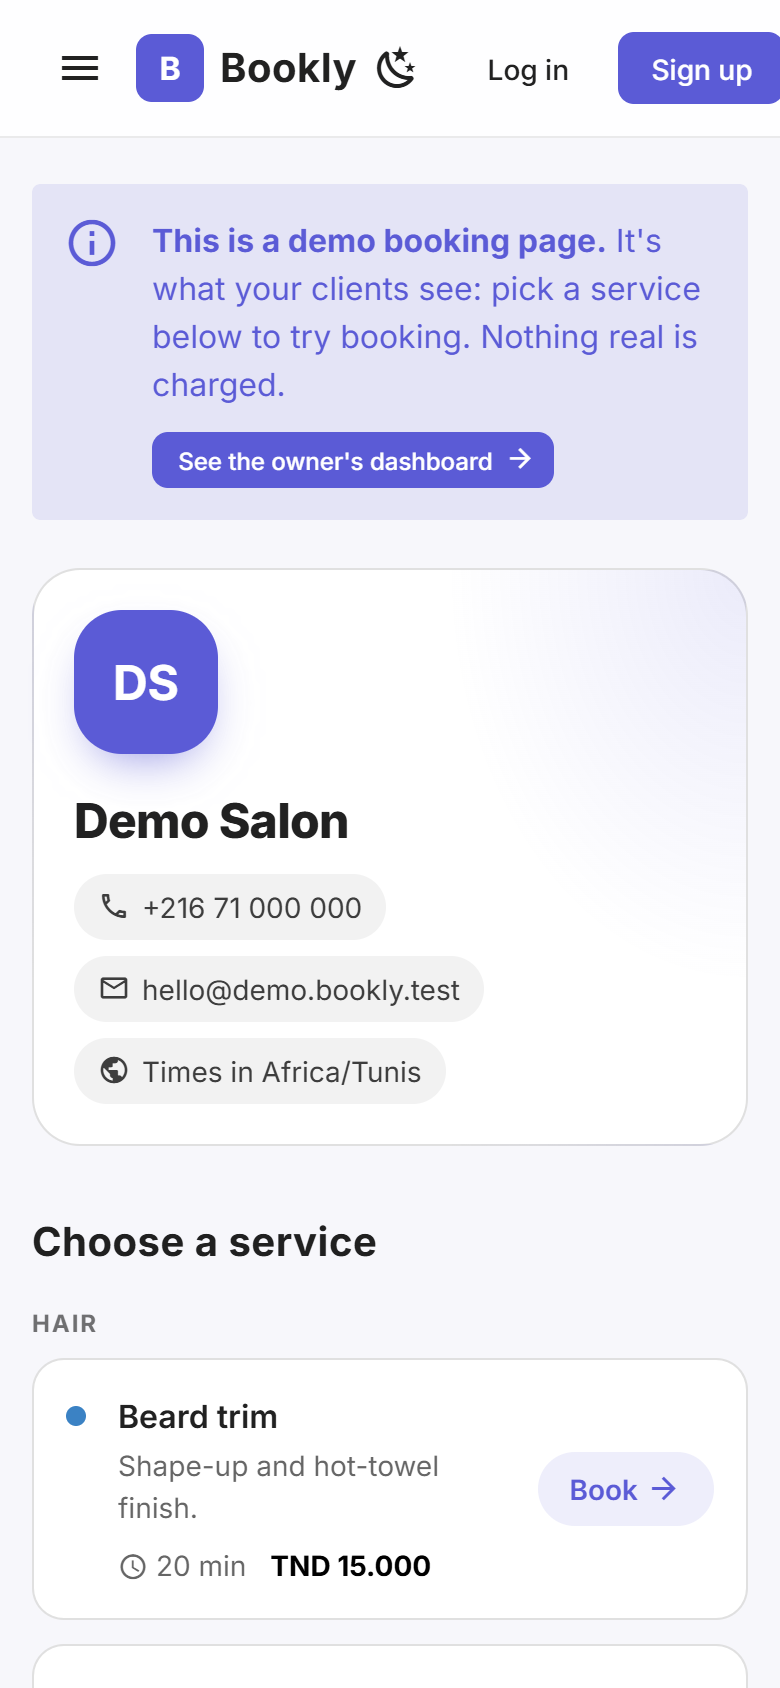 B Bookly Log in Sign up
This is a demo booking page. It's
what your clients see: pick a service
below to try booking. Nothing real is
charged.
See the owner's dashboard
DS
Demo Salon
+216 71 000 000
hello@demo.bookly.test
Times in Africa/Tunis
Choose a service
HAIR
Beard trim
Shape-up and hot-towel
finish.
Book
20 min TND 15.000